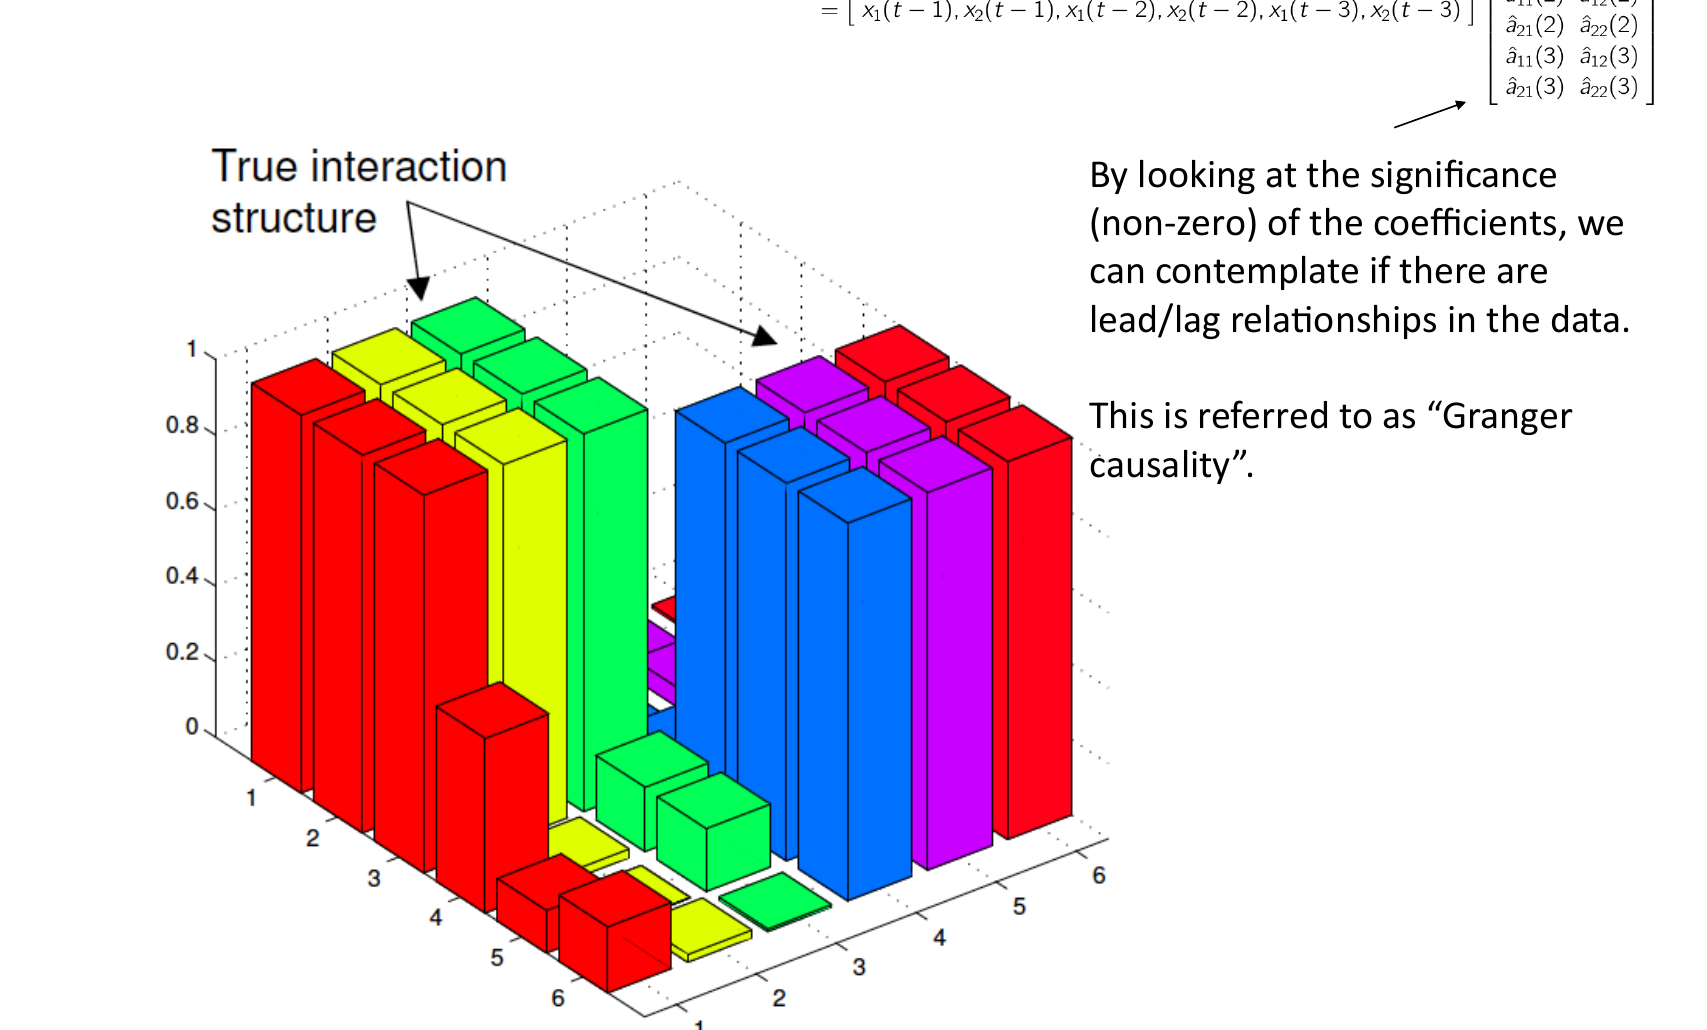 = [ x₁(t − 1), x₂(t − 1), x₁(t − 2), x₂(t − 2), x₁(t − 3), x₂(t − 3) ]
â₂₁(2) â₂₂(2)
â₁₁(3) â₁₂(3)
â₂₁(3) â₂₂(3)
True interaction
structure
By looking at the significance
(non-zero) of the coefficients, we
can contemplate if there are
lead/lag relationships in the data.
This is referred to as “Granger
causality”.
1
0.8
0.6
0.4
0.2
0
1
2
3
4
5
6
1
2
3
4
5
6